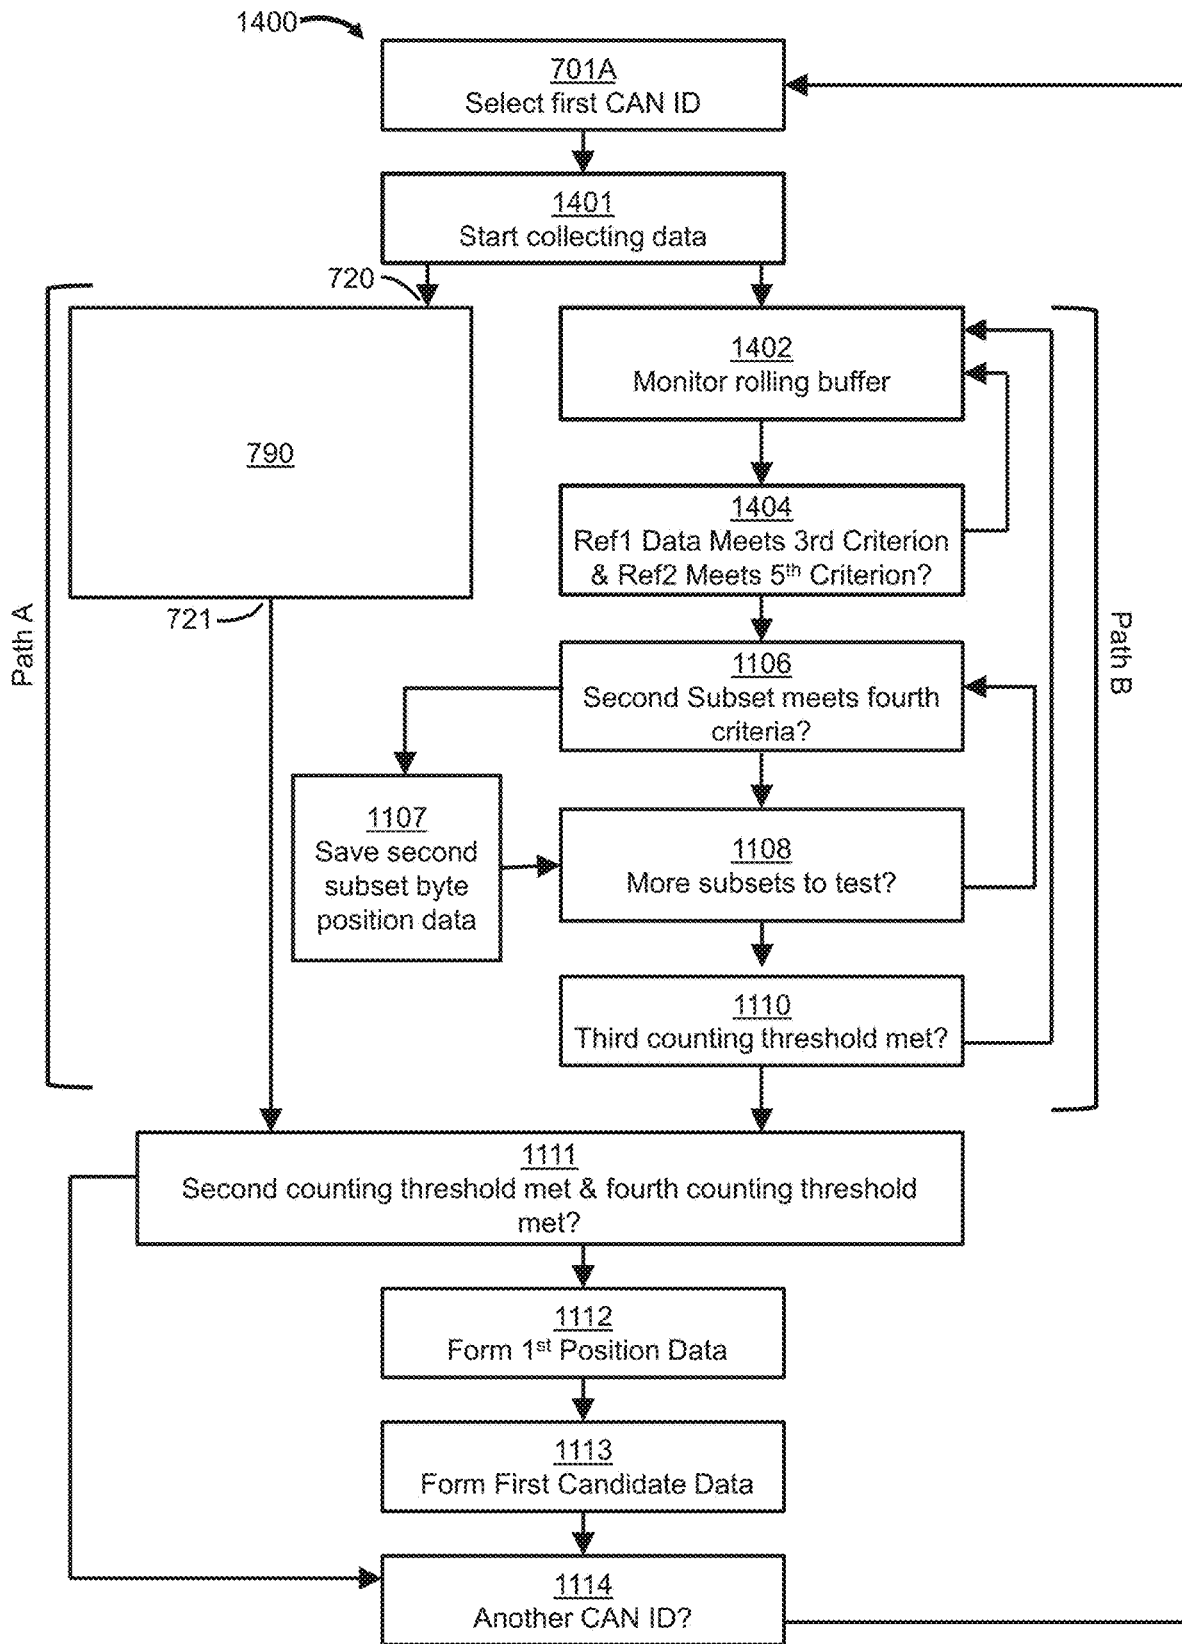 1400
701A
Select first CAN ID
1401
Start collecting data
720
790
721
Path A
1402
Monitor rolling buffer
1404
Ref1 Data Meets 3rd Criterion
& Ref2 Meets 5th Criterion?
1106
Second Subset meets fourth
criteria?
1107
Save second
subset byte
position data
1108
More subsets to test?
1110
Third counting threshold met?
Path B
1111
Second counting threshold met & fourth counting threshold
met?
1112
Form 1st Position Data
1113
Form First Candidate Data
1114
Another CAN ID?